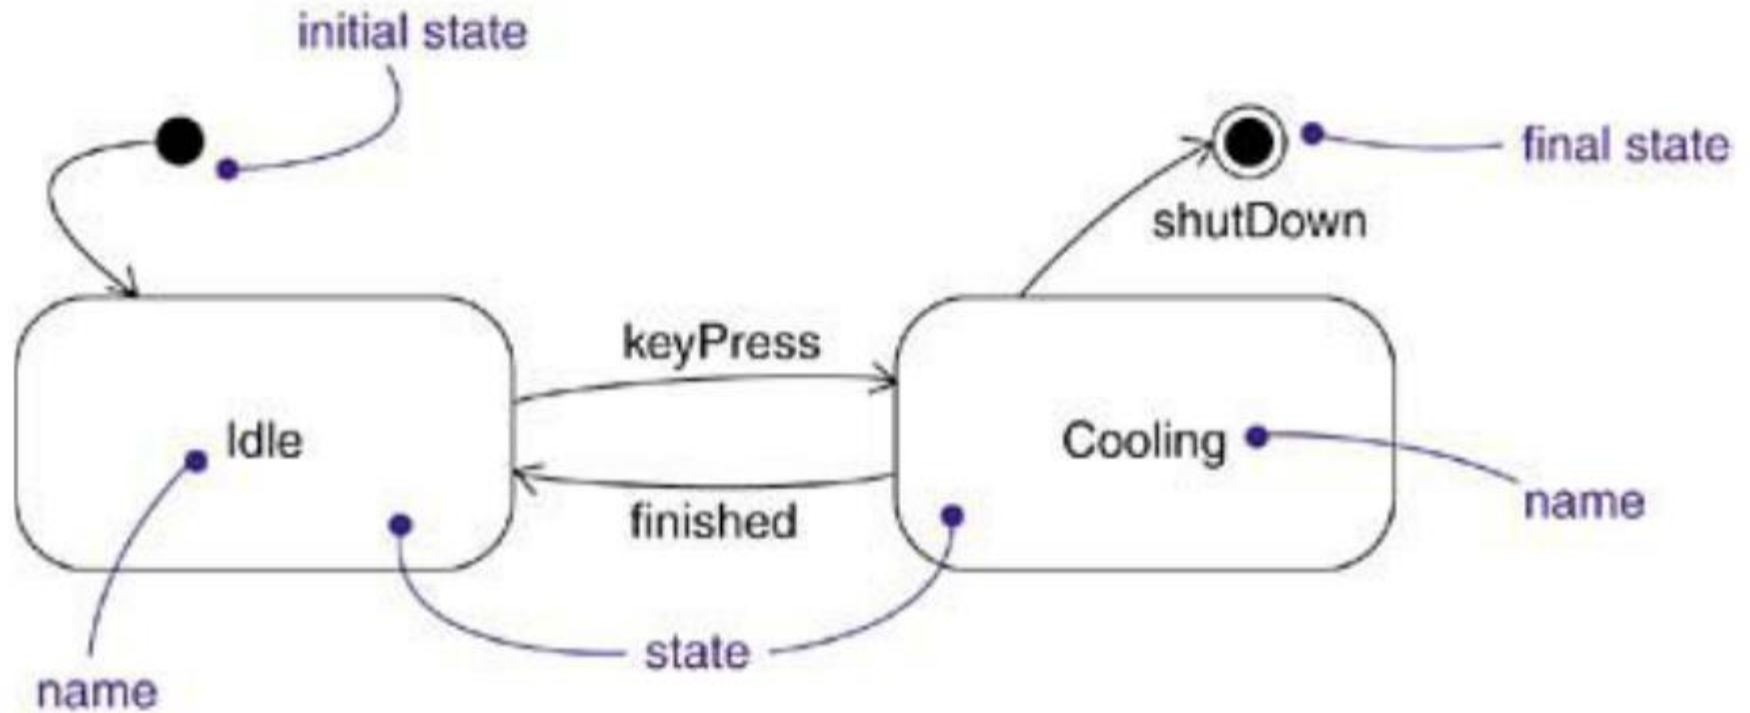 initial state
final state
shutDown
keyPress
Idle
Cooling
finished
name
state
name